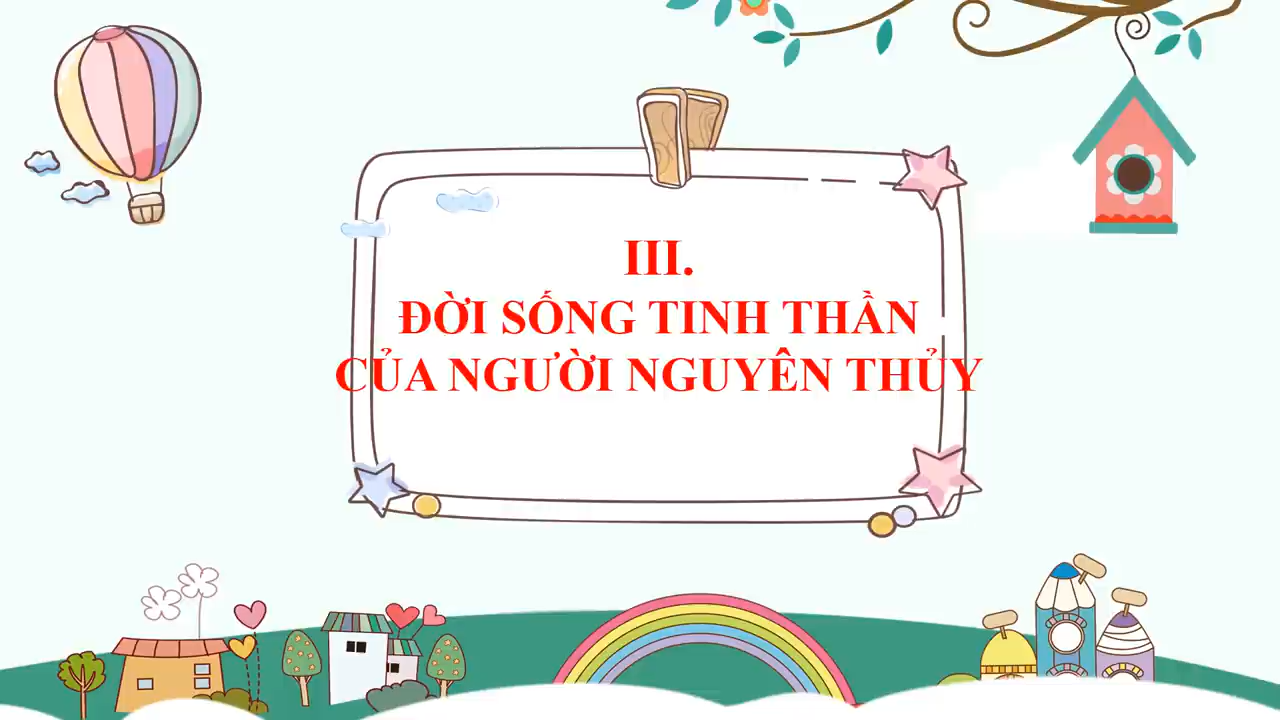 III.
ĐỜI SỐNG TINH THẦN
CỦA NGƯỜI NGUYÊN THỦY